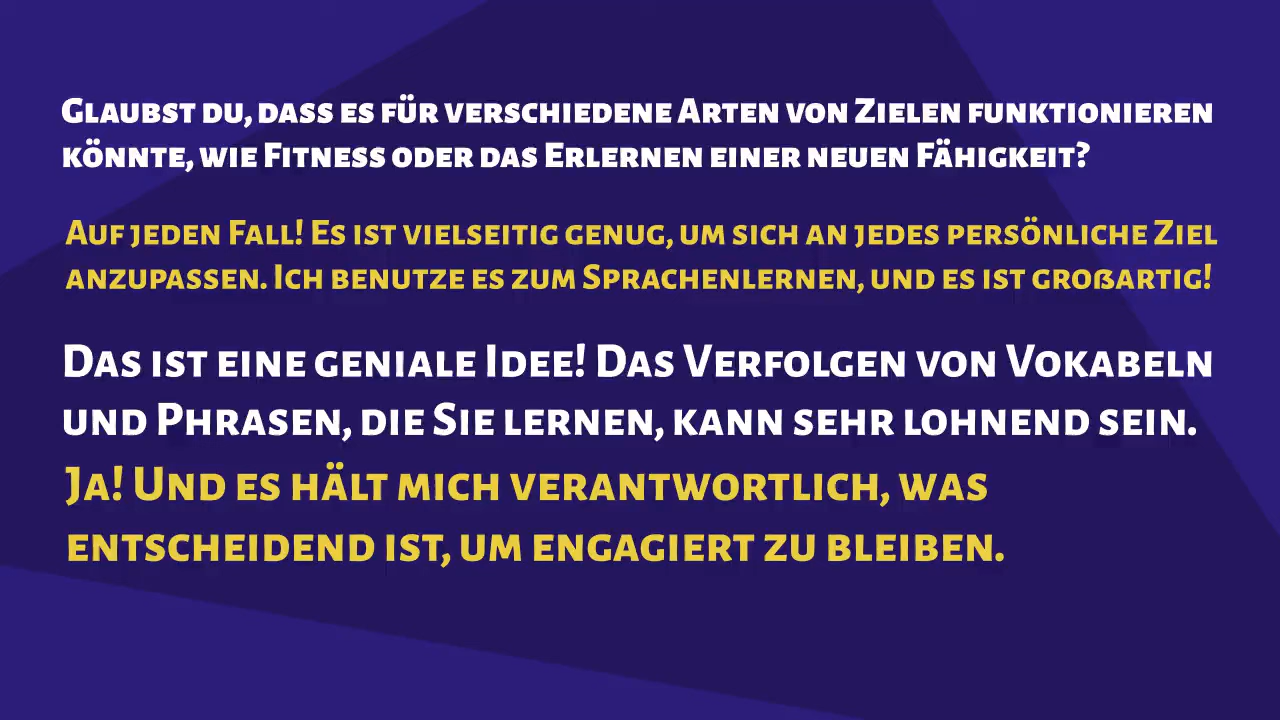 Glaubst du, dass es für verschiedene Arten von Zielen funktionieren
könnte, wie Fitness oder das Erlernen einer neuen Fähigkeit?
Auf jeden Fall! Es ist vielseitig genug, um sich an jedes persönliche Ziel
anzupassen. Ich benutze es zum Sprachenlernen, und es ist großartig!
Das ist eine geniale Idee! Das Verfolgen von Vokabeln
und Phrasen, die Sie lernen, kann sehr lohnend sein.
Ja! Und es hält mich verantwortlich, was
entscheidend ist, um engagiert zu bleiben.